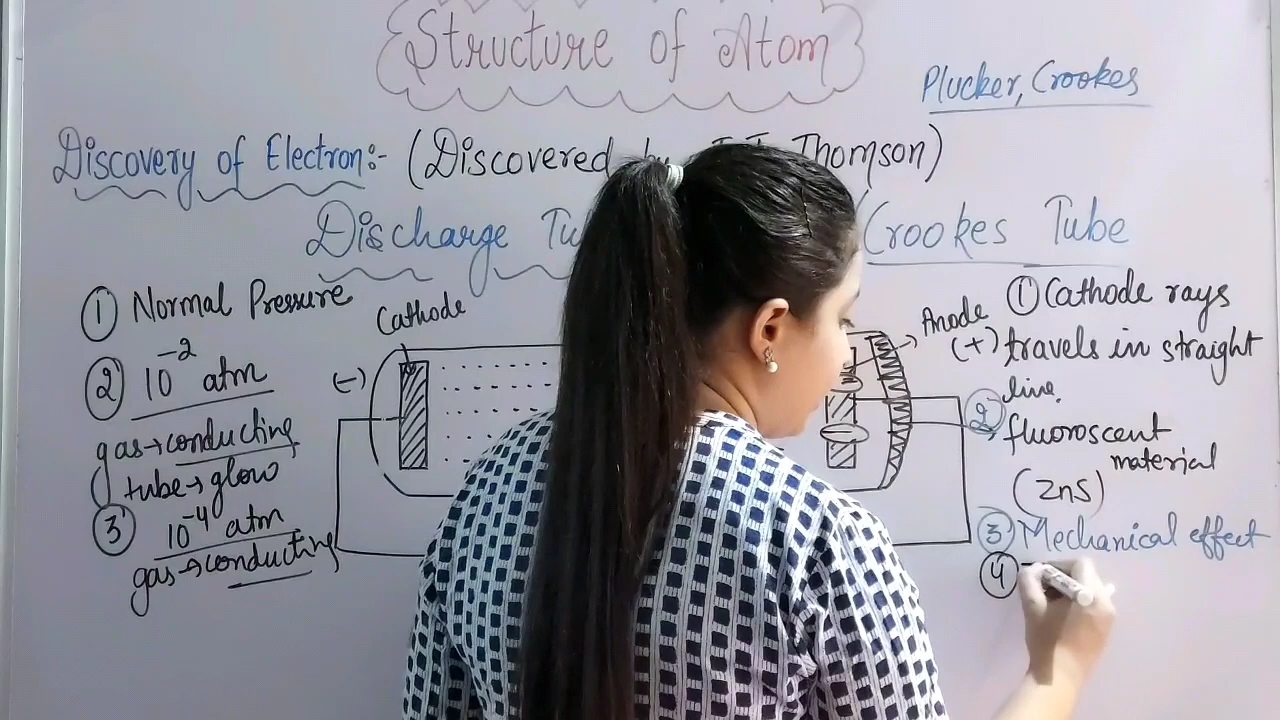 Structure of Atom
Plucker, Crookes
Discovery of Electron:- (Discovered Thomson)
Discharge Crookes Tube
① Normal Pressure
② 10⁻² atm
gas→conducting
tube→glow
③ 10⁻⁴ atm
gas→conducting
Cathode
(-)
Anode
(+)
① Cathode rays
travels in straight
line.
② fluoroscent
material
(ZnS)
③ Mechanical effect
④